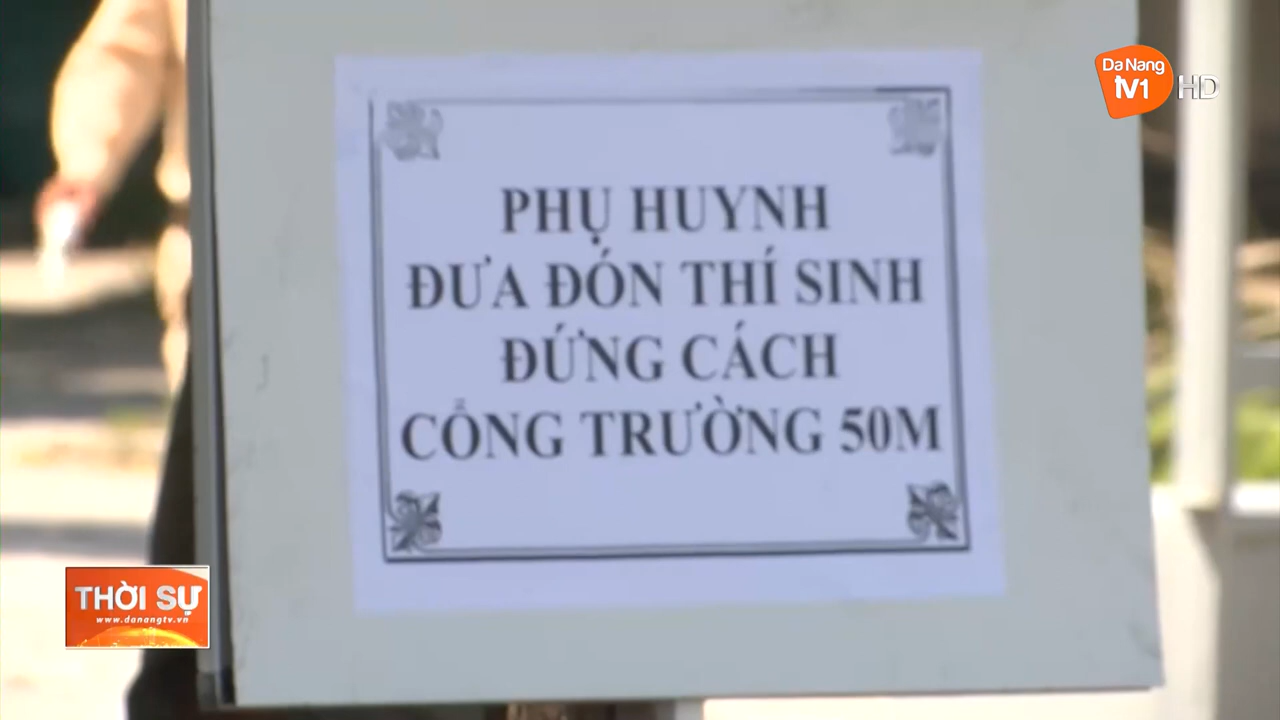 Da Nang
TV1 HD
PHỤ HUYNH
ĐƯA ĐÓN THÍ SINH
ĐỨNG CÁCH
CỔNG TRƯỜNG 50M
THỜI SỰ
www.danangtv.vn